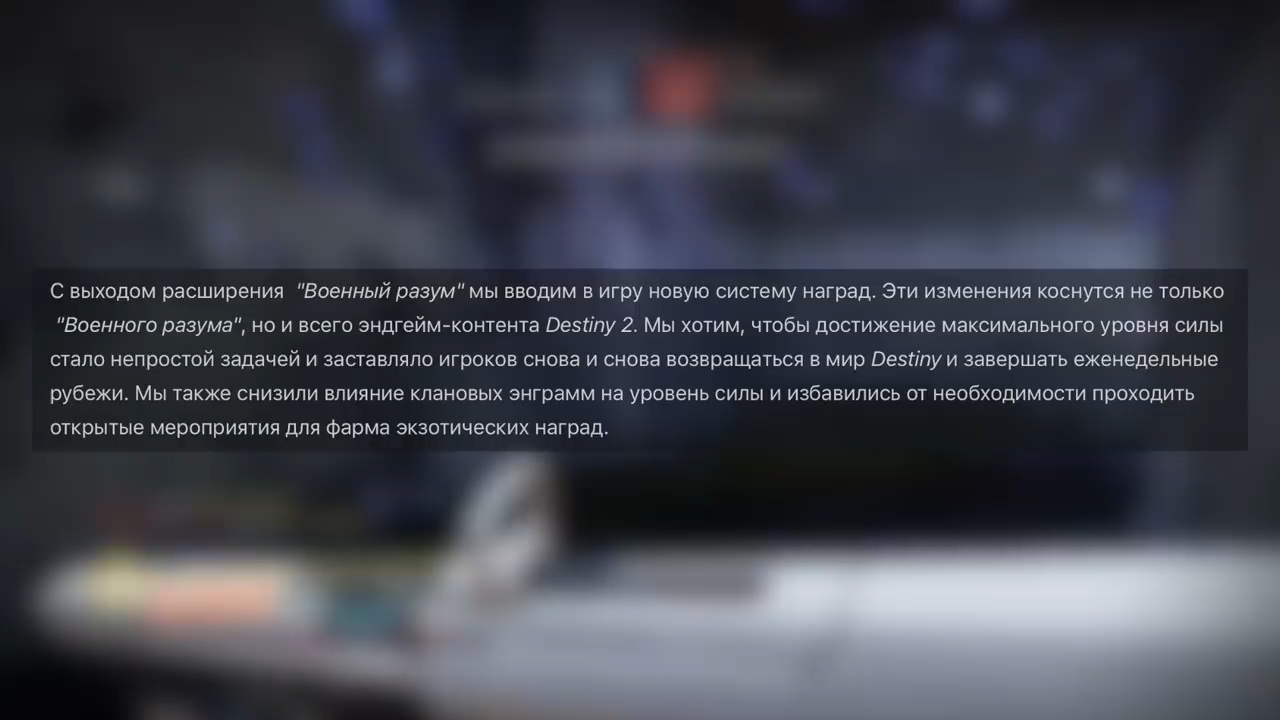 С выходом расширения "Военный разум" мы вводим в игру новую систему наград. Эти изменения коснутся не только
"Военного разума", но и всего эндгейм-контента Destiny 2. Мы хотим, чтобы достижение максимального уровня силы
стало непростой задачей и заставляло игроков снова и снова возвращаться в мир Destiny и завершать еженедельные
рубежи. Мы также снизили влияние клановых энграмм на уровень силы и избавились от необходимости проходить
открытые мероприятия для фарма экзотических наград.